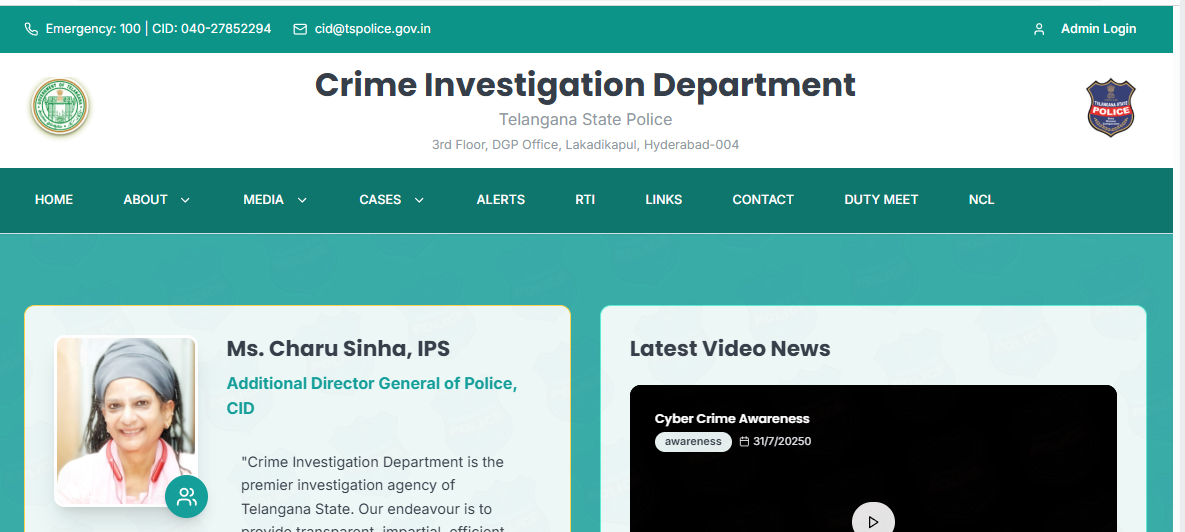 Emergency: 100 | CID: 040-27852294 cid@tspolice.gov.in Admin Login
Crime Investigation Department
Telangana State Police
3rd Floor, DGP Office, Lakadikapul, Hyderabad-004
TELANGANA STATE
POLICE
HOME ABOUT MEDIA CASES ALERTS RTI LINKS CONTACT DUTY MEET NCL
Ms. Charu Sinha, IPS
Additional Director General of Police,
CID
"Crime Investigation Department is the
premier investigation agency of
Telangana State. Our endeavour is to
provide transparent, impartial, efficient
Latest Video News
Cyber Crime Awareness
awareness 31/7/20250